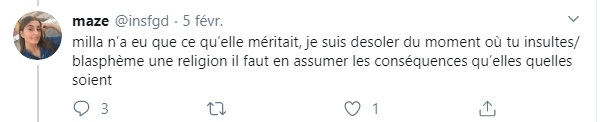 maze @insfgd · 5 févr.
milla n'a eu que ce qu'elle méritait, je suis desoler du moment où tu insultes/
blasphème une religion il faut en assumer les conséquences qu'elles quelles
soient
3 1